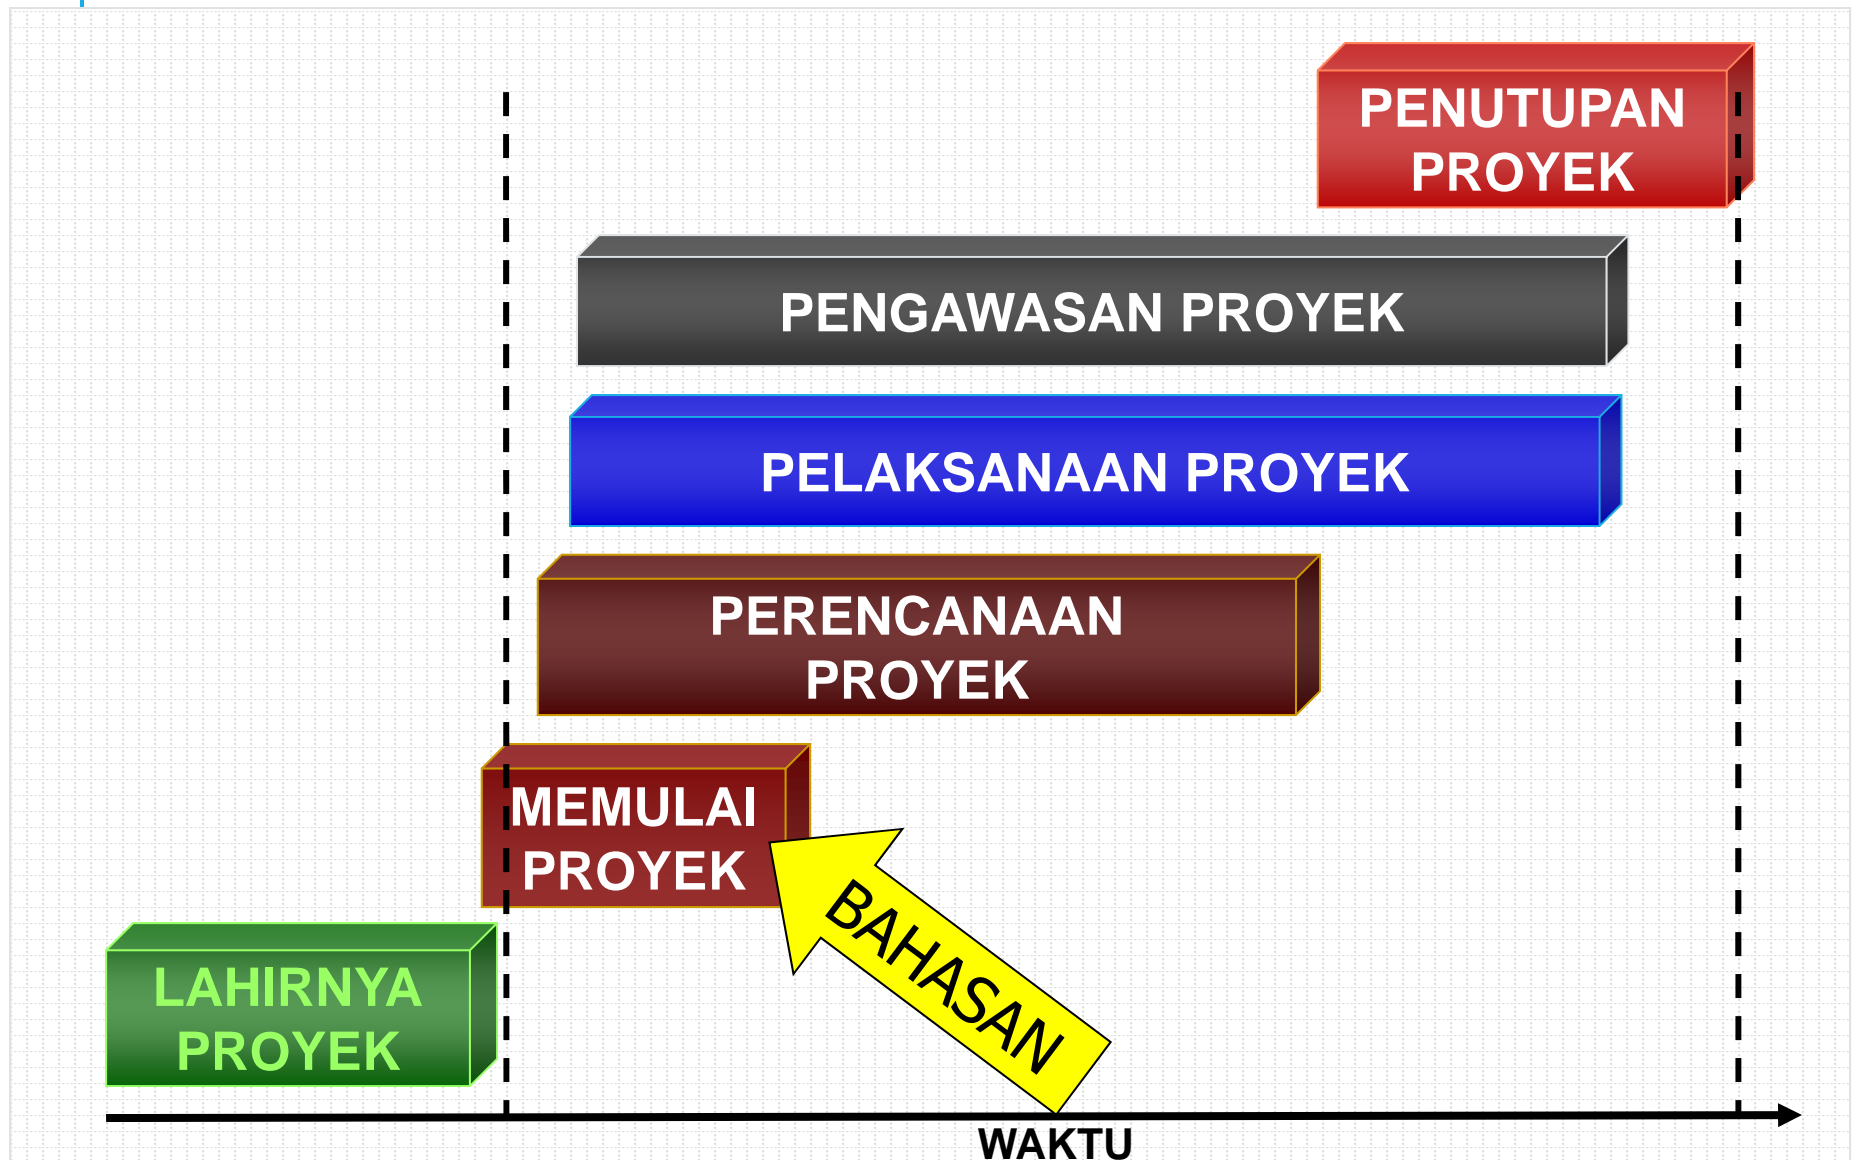 PENUTUPAN
PROYEK
PENGAWASAN PROYEK
PELAKSANAAN PROYEK
PERENCANAAN
PROYEK
MEMULAI
PROYEK
BAHASAN
LAHIRNYA
PROYEK
WAKTU